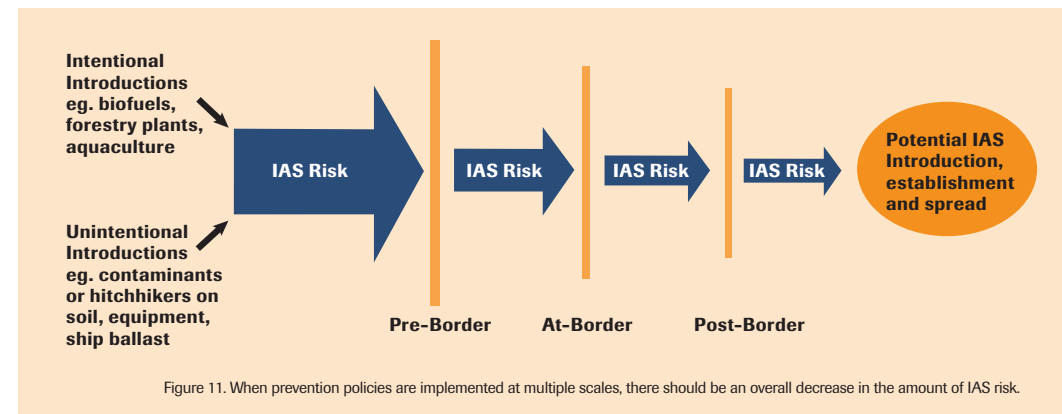 Intentional
Introductions
eg. biofuels,
forestry plants,
aquaculture
Unintentional
Introductions
eg. contaminants
or hitchhikers on
soil, equipment,
ship ballast
IAS Risk
IAS Risk
IAS Risk
IAS Risk
Potential IAS
Introduction,
establishment
and spread
Pre-Border
At-Border
Post-Border
Figure 11. When prevention policies are implemented at multiple scales, there should be an overall decrease in the amount of IAS risk.